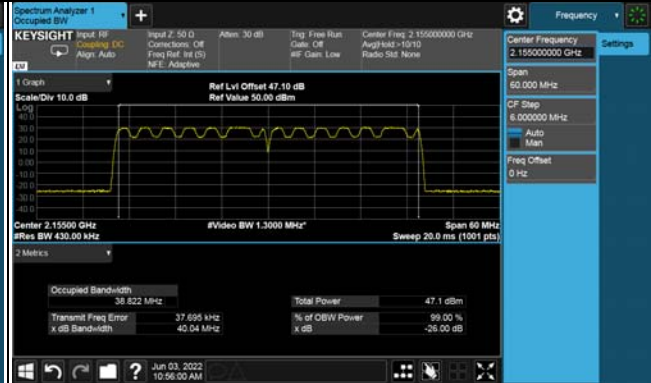 Spectrum Analyzer 1
Occupied BW
Frequency
KEYSIGHT Input: RF
Coupling: DC
Align: Auto
Input Z: 50 Ω
Corrections: Off
Freq Ref: Int (S)
NFE: Adaptive
Atten: 30 dB
Trig: Free Run
Gate: Off
#IF Gain: Low
Center Freq: 2.155000000 GHz
Avg|Hold:>10/10
Radio Std: None
Center Frequency
2.155000000 GHz
Settings
Span
60.000 MHz
CF Step
6.000000 MHz
Auto
Man
Freq Offset
0 Hz
1 Graph
Scale/Div 10.0 dB
Ref Lvl Offset 47.10 dB
Ref Value 50.00 dBm
Log
40.0
30.0
20.0
10.0
0.00
-10.0
-20.0
-30.0
-40.0
Center 2.15500 GHz
#Res BW 430.00 kHz
#Video BW 1.3000 MHz*
Span 60 MHz
Sweep 20.0 ms (1001 pts)
2 Metrics
Occupied Bandwidth
38.822 MHz
Total Power 47.1 dBm
Transmit Freq Error 37.695 kHz
% of OBW Power 99.00 %
x dB Bandwidth 40.04 MHz
x dB -26.00 dB
Jun 03, 2022
10:56:00 AM